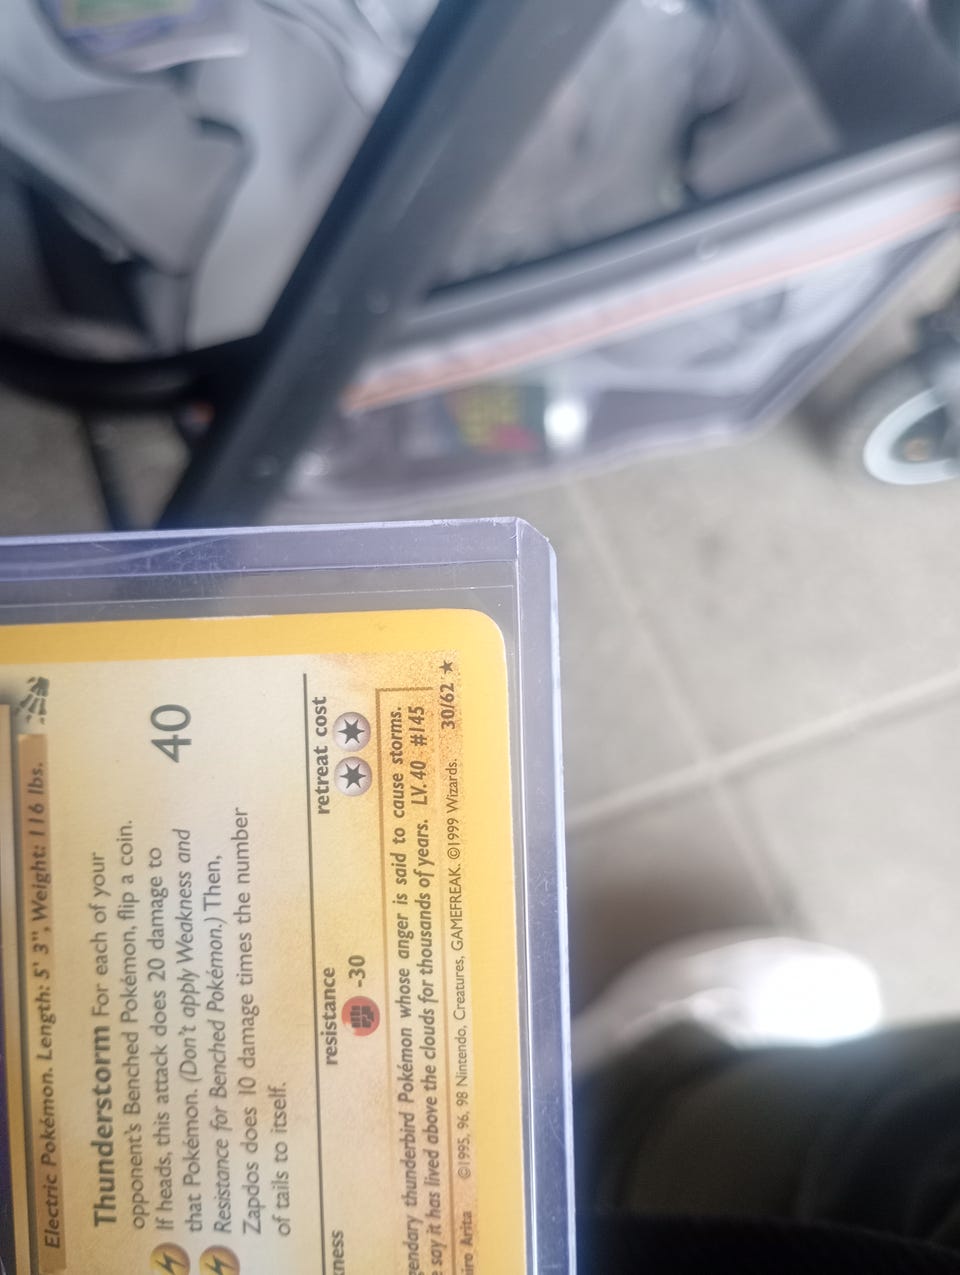 Electric Pokémon. Length: 5' 3", Weight: 116 lbs.
Thunderstorm For each of your
opponent's Benched Pokémon, flip a coin.
If heads, this attack does 20 damage to
that Pokémon. (Don't apply Weakness and
Resistance for Benched Pokémon.) Then,
Zapdos does 10 damage times the number
of tails to itself.
40
resistance retreat cost
-30
thunderbird Pokémon whose anger is said to cause storms.
say it has lived above the clouds for thousands of years. LV. 40 #145
Arita ©1995, 96, 98 Nintendo, Creatures, GAMEFREAK. ©1999 Wizards. 30/62 ★